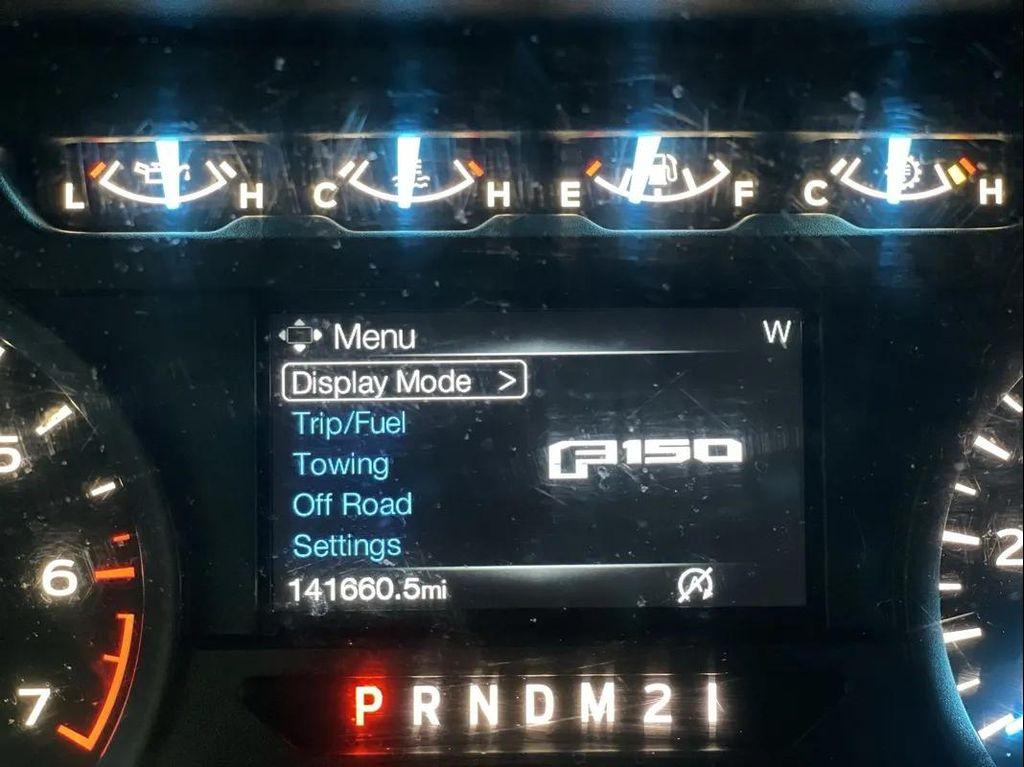 L H C H E F C H
Menu W
Display Mode >
Trip/Fuel
F150
Towing
Off Road
Settings
141660.5mi
5
6
7
2
P R N D M 2 1